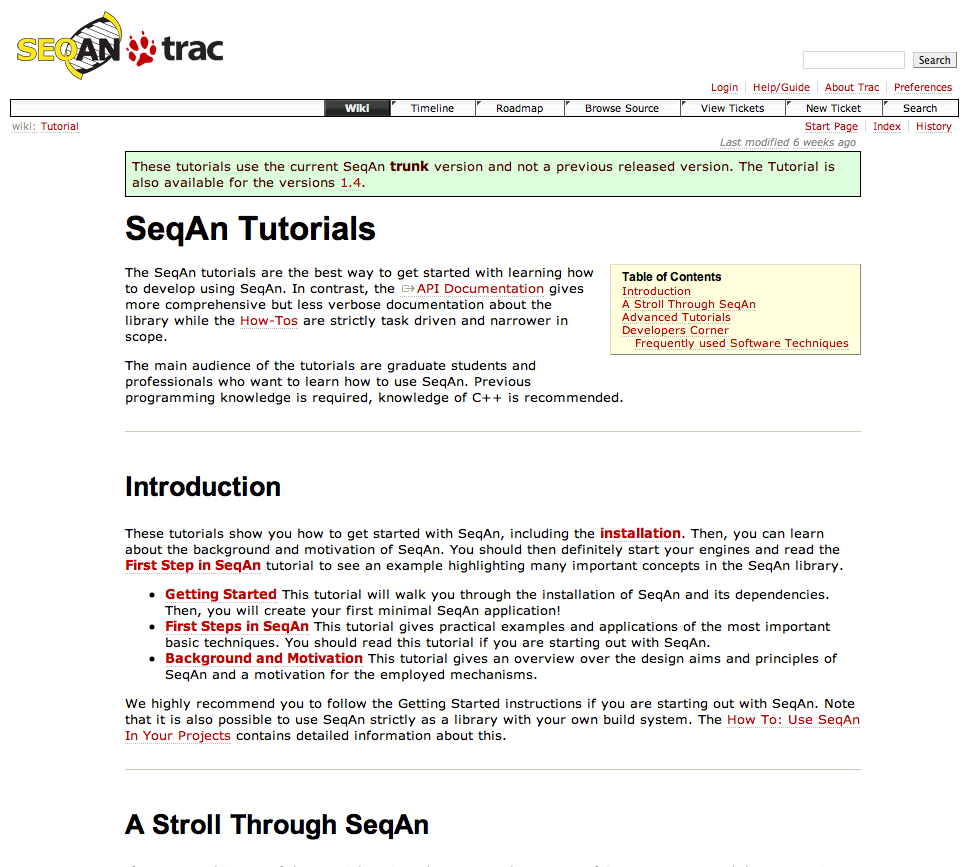 SEQAN trac
Search
Login Help/Guide About Trac Preferences
Wiki Timeline Roadmap Browse Source View Tickets New Ticket Search
wiki: Tutorial Start Page Index History
Last modified 6 weeks ago
These tutorials use the current SeqAn trunk version and not a previous released version. The Tutorial is
also available for the versions 1.4.
SeqAn Tutorials
The SeqAn tutorials are the best way to get started with learning how
to develop using SeqAn. In contrast, the API Documentation gives
more comprehensive but less verbose documentation about the
library while the How-Tos are strictly task driven and narrower in
scope.
Table of Contents
Introduction
A Stroll Through SeqAn
Advanced Tutorials
Developers Corner
Frequently used Software Techniques
The main audience of the tutorials are graduate students and
professionals who want to learn how to use SeqAn. Previous
programming knowledge is required, knowledge of C++ is recommended.
Introduction
These tutorials show you how to get started with SeqAn, including the installation. Then, you can learn
about the background and motivation of SeqAn. You should then definitely start your engines and read the
First Step in SeqAn tutorial to see an example highlighting many important concepts in the SeqAn library.
• Getting Started This tutorial will walk you through the installation of SeqAn and its dependencies.
Then, you will create your first minimal SeqAn application!
• First Steps in SeqAn This tutorial gives practical examples and applications of the most important
basic techniques. You should read this tutorial if you are starting out with SeqAn.
• Background and Motivation This tutorial gives an overview over the design aims and principles of
SeqAn and a motivation for the employed mechanisms.
We highly recommend you to follow the Getting Started instructions if you are starting out with SeqAn. Note
that it is also possible to use SeqAn strictly as a library with your own build system. The How To: Use SeqAn
In Your Projects contains detailed information about this.
A Stroll Through SeqAn